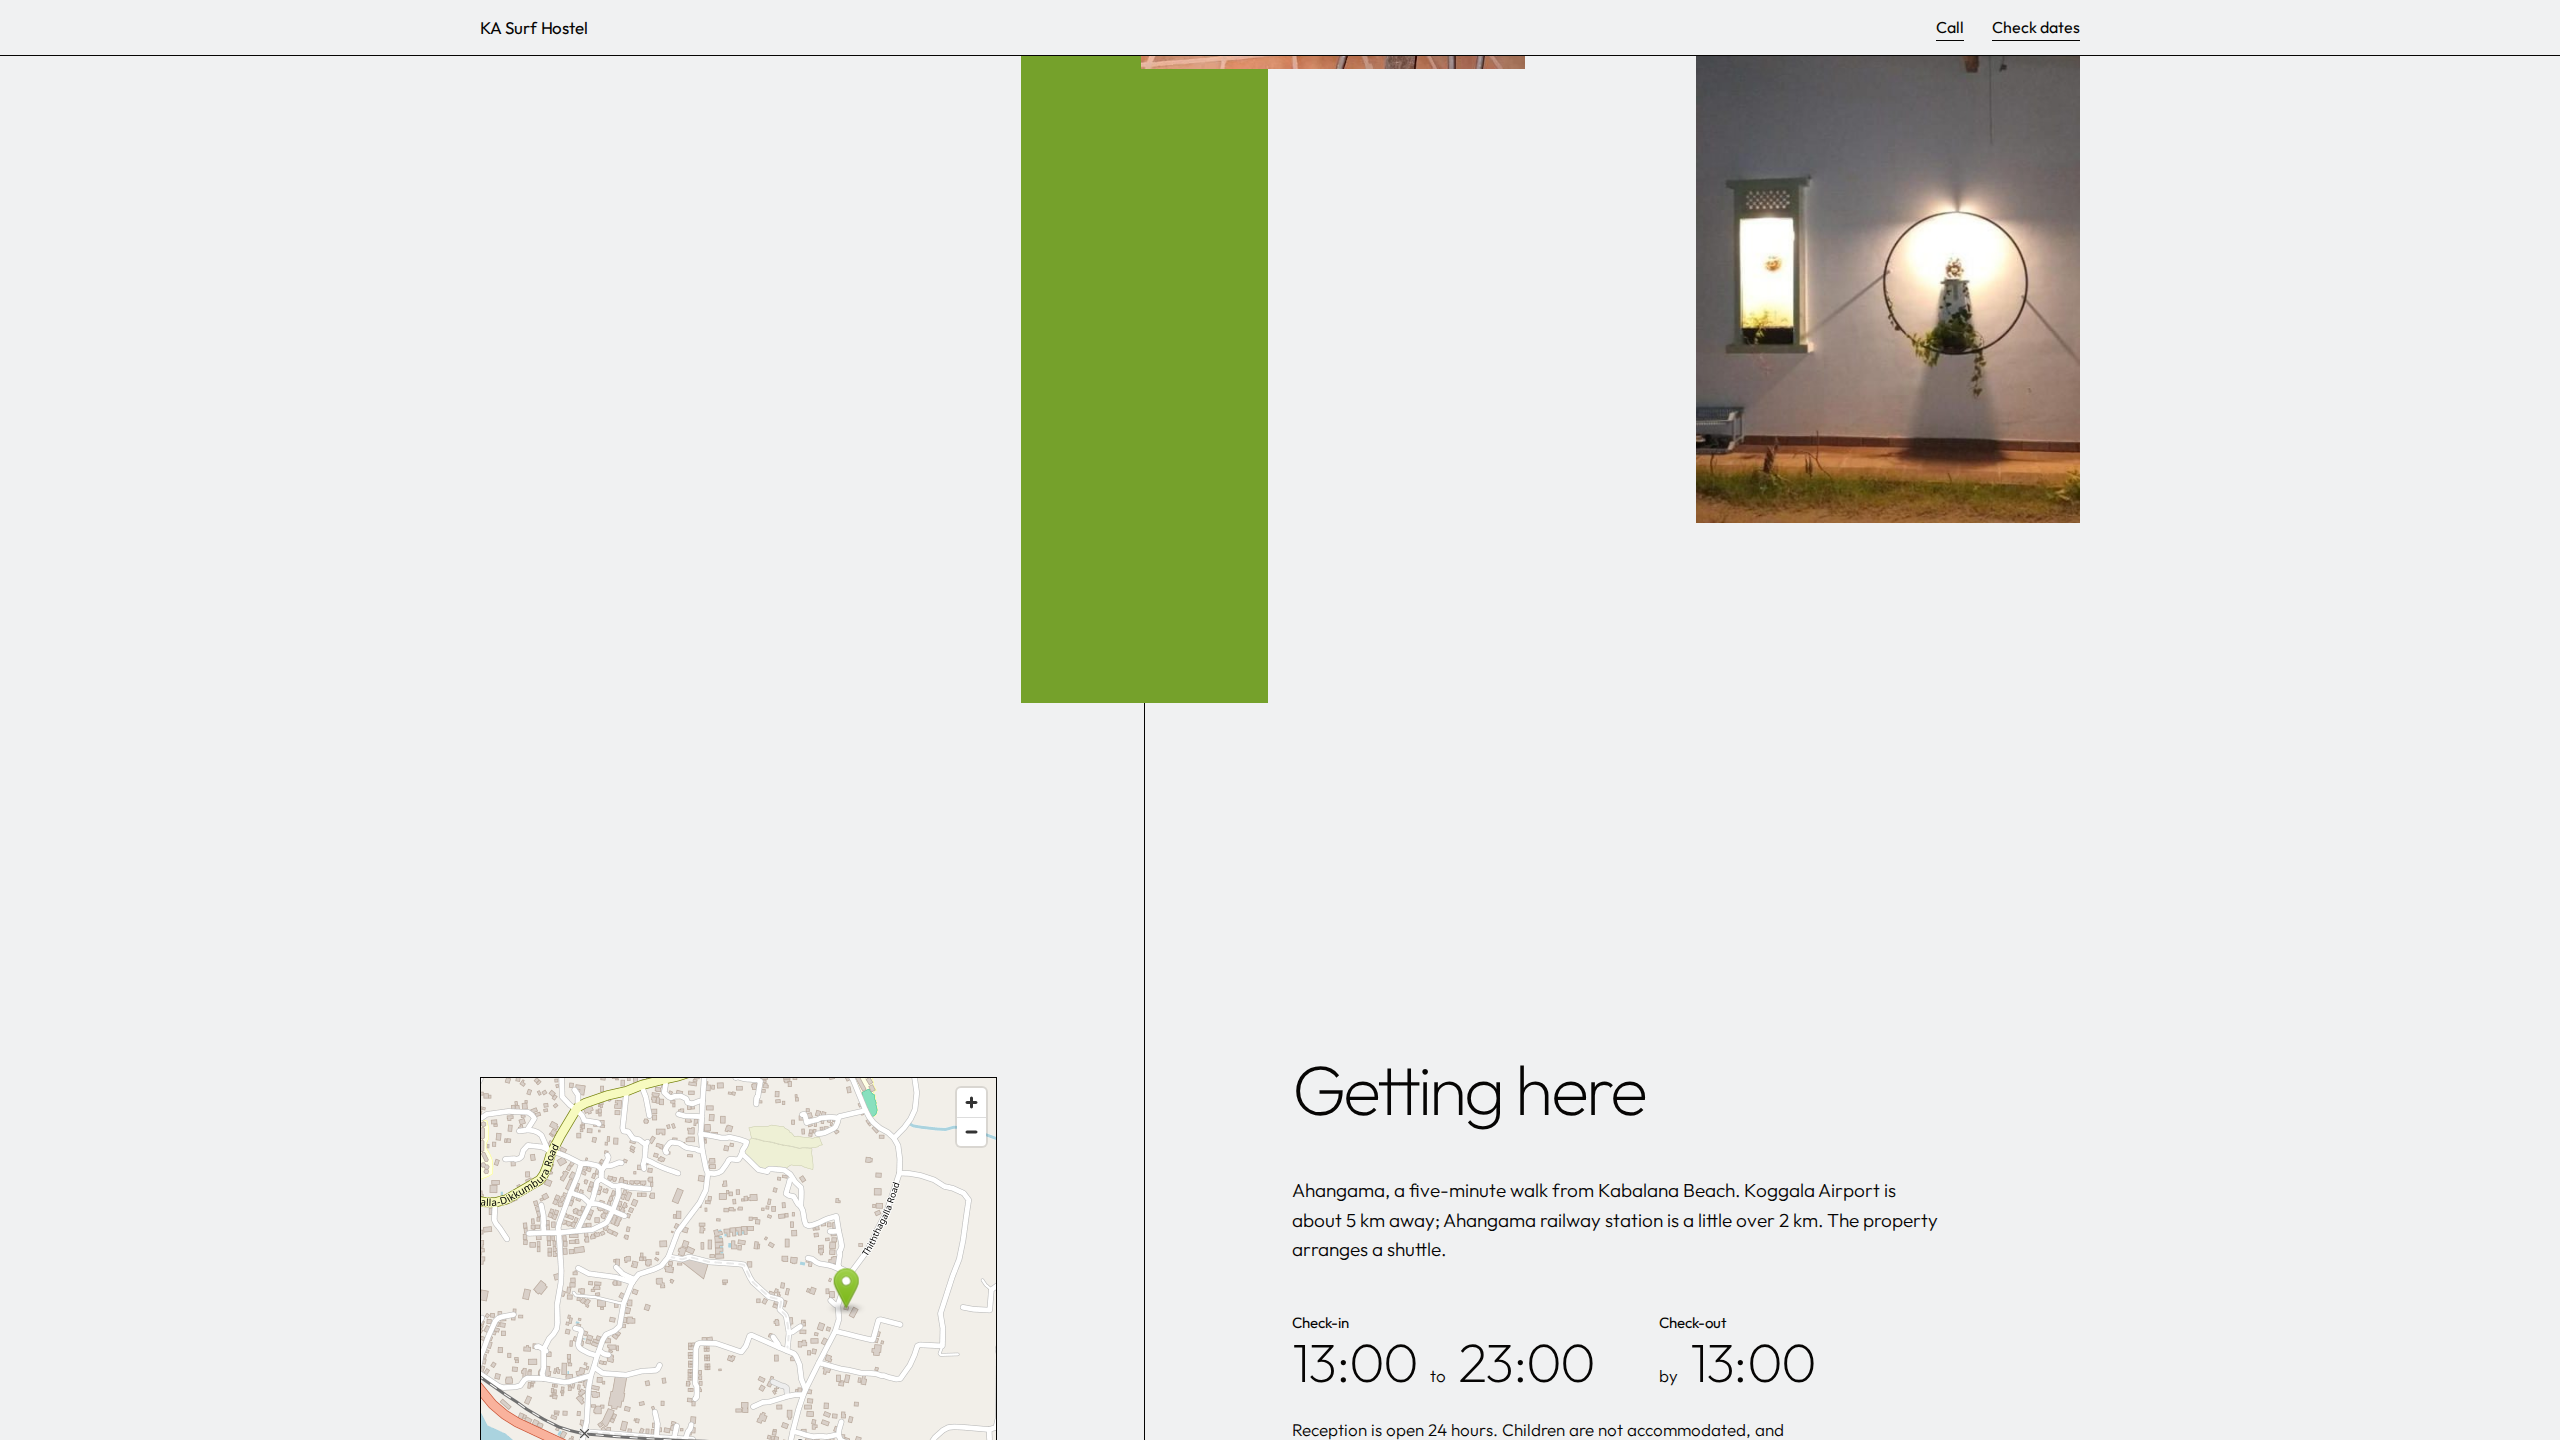 KA Surf Hostel
Call
Check dates
alla-Dikkumbura Road
Thiththagalla Road
+
−
Getting here
Ahangama, a five-minute walk from Kabalana Beach. Koggala Airport is
about 5 km away; Ahangama railway station is a little over 2 km. The property
arranges a shuttle.
Check-in
13:00 to 23:00
Check-out
by 13:00
Reception is open 24 hours. Children are not accommodated, and